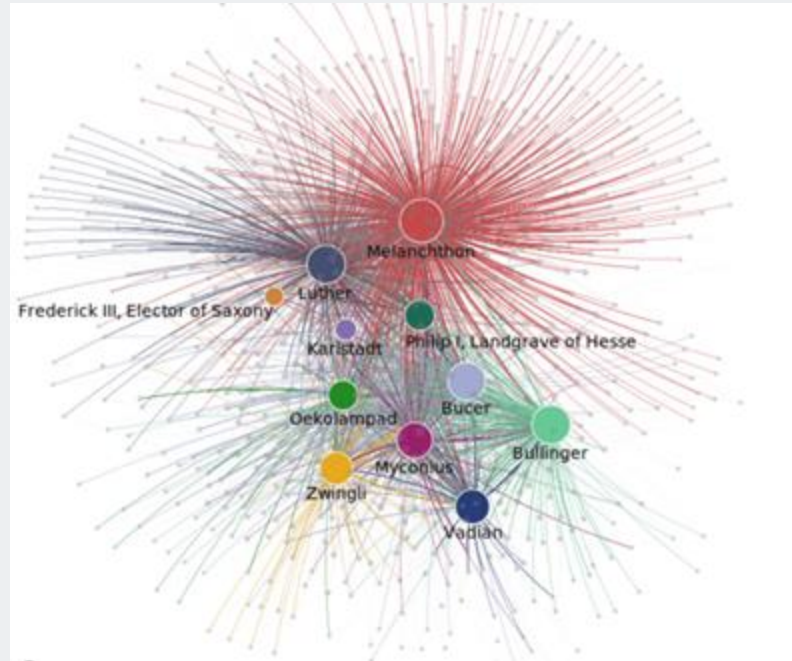 Melanchthon
Luther
Frederick III, Elector of Saxony
Philip I, Landgrave of Hesse
Karlstadt
Bucer
Oekolampad
Bullinger
Myconius
Zwingli
Vadian